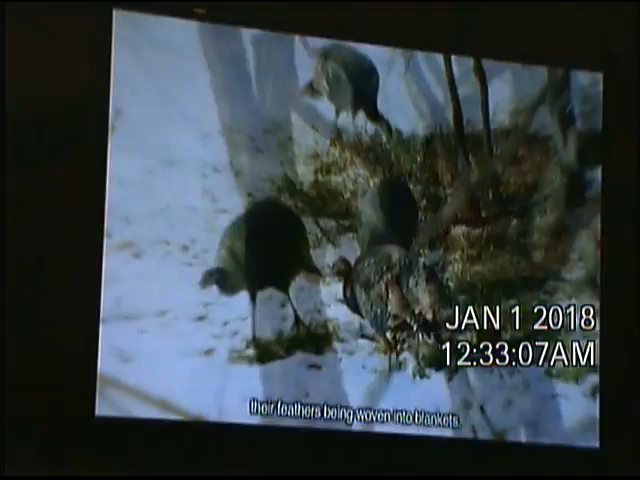 JAN 1 2018
12:33:07AM
their feathers being woven into blankets.